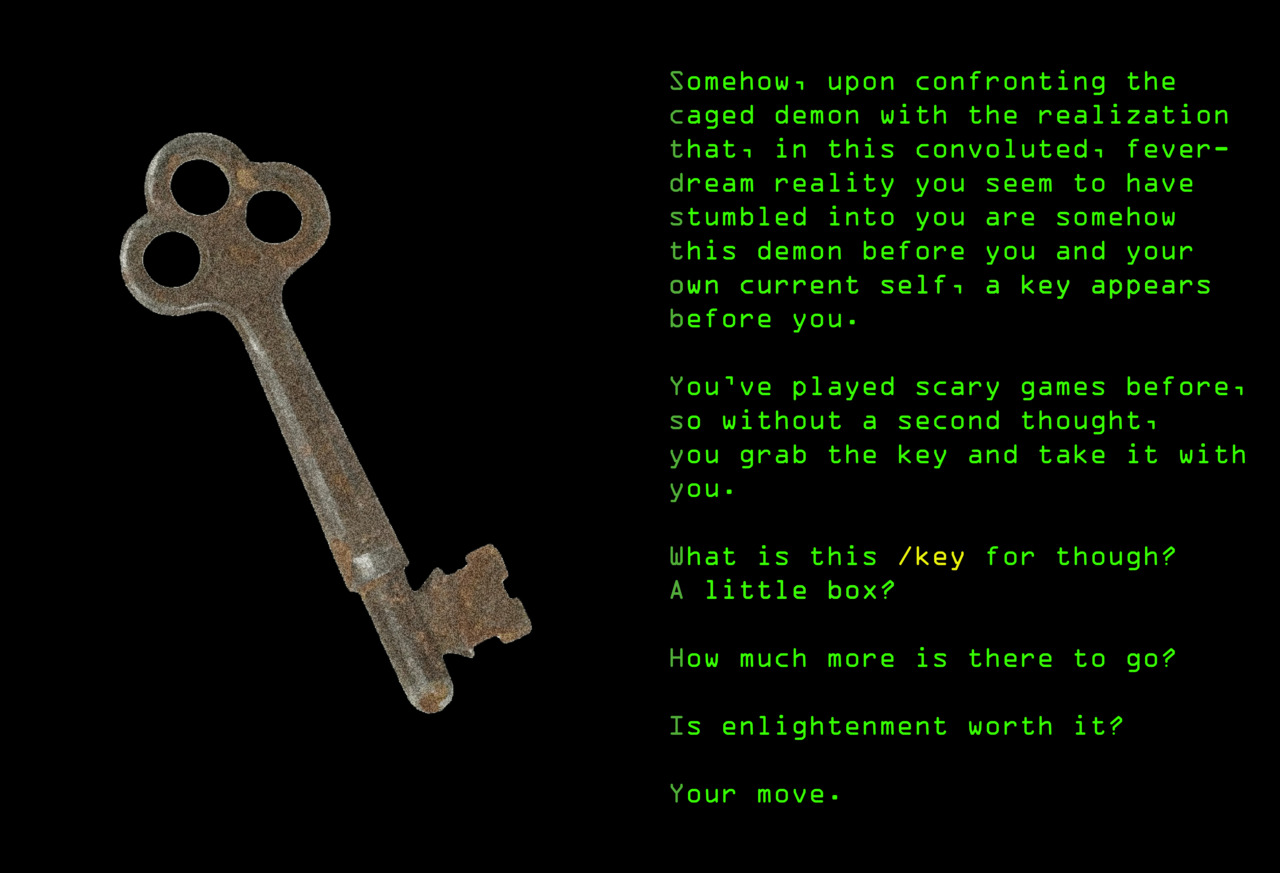 Somehow, upon confronting the
caged demon with the realization
that, in this convoluted, fever-
dream reality you seem to have
stumbled into you are somehow
this demon before you and your
own current self, a key appears
before you.
You've played scary games before,
so without a second thought,
you grab the key and take it with
you.
What is this /key for though?
A little box?
How much more is there to go?
Is enlightenment worth it?
Your move.